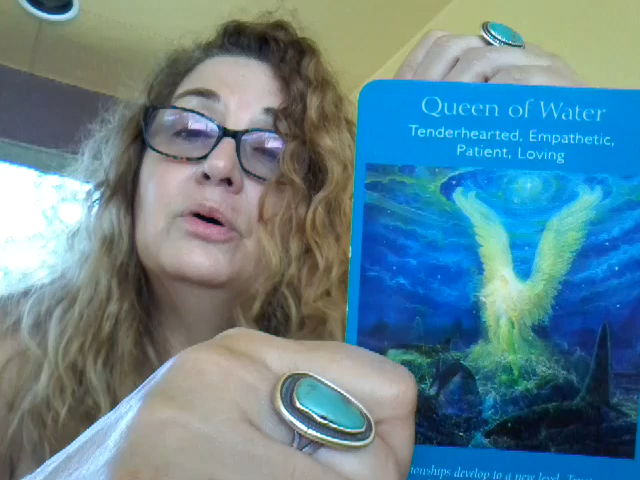 Queen of Water
Tenderhearted, Empathetic,
Patient, Loving
develop to a new level.